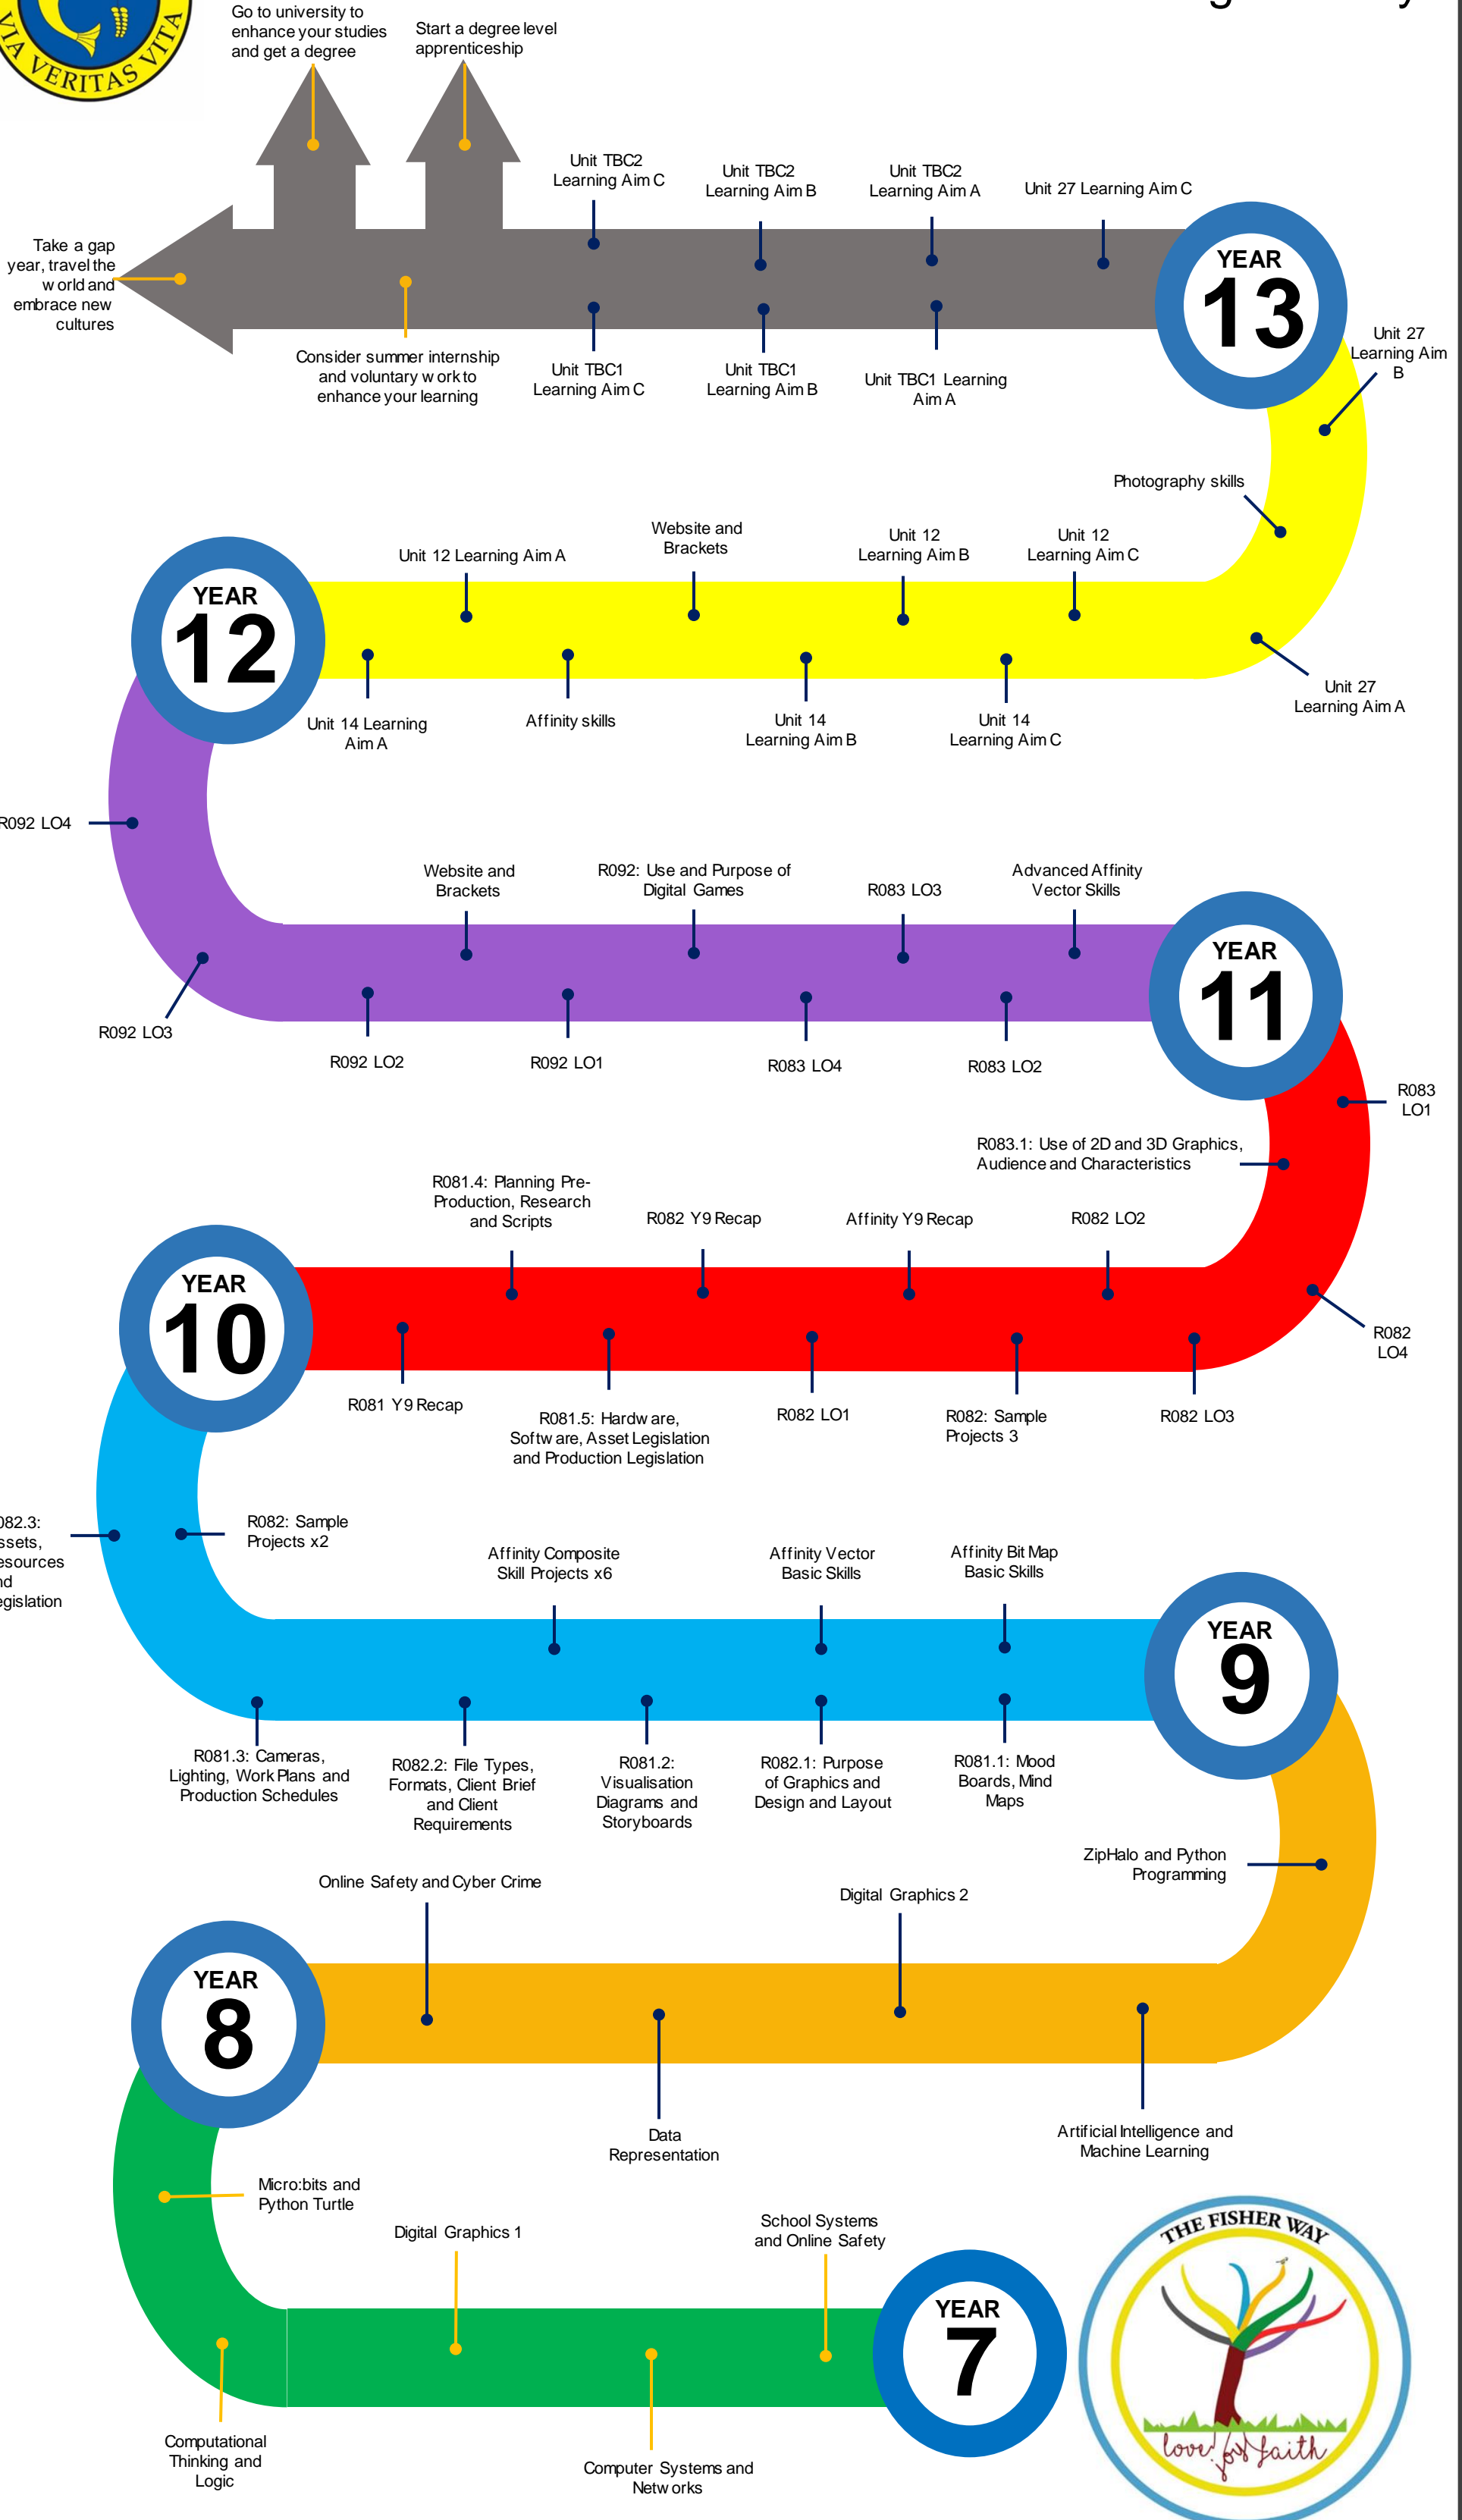 VIA VERITAS VITA
Go to university to
enhance your studies
and get a degree
Start a degree level
apprenticeship
Unit TBC2
Learning Aim C
Unit TBC2
Learning Aim B
Unit TBC2
Learning Aim A
Unit 27 Learning Aim C
Take a gap
year, travel the
world and
embrace new
cultures
YEAR
13
Consider summer internship
and voluntary work to
enhance your learning
Unit TBC1
Learning Aim C
Unit TBC1
Learning Aim B
Unit TBC1 Learning
Aim A
Unit 27
Learning Aim
B
Photography skills
Unit 12 Learning Aim A
Website and
Brackets
Unit 12
Learning Aim B
Unit 12
Learning Aim C
YEAR
12
Unit 14 Learning
Aim A
Affinity skills
Unit 14
Learning Aim B
Unit 14
Learning Aim C
Unit 27
Learning Aim A
R092 LO4
Website and
Brackets
R092: Use and Purpose of
Digital Games
R083 LO3
Advanced Affinity
Vector Skills
YEAR
11
R092 LO3
R092 LO2
R092 LO1
R083 LO4
R083 LO2
R083
LO1
R083.1: Use of 2D and 3D Graphics,
Audience and Characteristics
R081.4: Planning Pre-
Production, Research
and Scripts
R082 Y9 Recap
Affinity Y9 Recap
R082 LO2
YEAR
10
R082
LO4
R081 Y9 Recap
R081.5: Hardware,
Software, Asset Legislation
and Production Legislation
R082 LO1
R082: Sample
Projects 3
R082 LO3
082.3:
ssets,
esources
nd
egislation
R082: Sample
Projects x2
Affinity Composite
Skill Projects x6
Affinity Vector
Basic Skills
Affinity Bit Map
Basic Skills
YEAR
9
R081.3: Cameras,
Lighting, Work Plans and
Production Schedules
R082.2: File Types,
Formats, Client Brief
and Client
Requirements
R081.2:
Visualisation
Diagrams and
Storyboards
R082.1: Purpose
of Graphics and
Design and Layout
R081.1: Mood
Boards, Mind
Maps
ZipHalo and Python
Programming
Online Safety and Cyber Crime
Digital Graphics 2
YEAR
8
Data
Representation
Artificial Intelligence and
Machine Learning
Micro:bits and
Python Turtle
Digital Graphics 1
School Systems
and Online Safety
YEAR
7
Computational
Thinking and
Logic
Computer Systems and
Networks
THE FISHER WAY
love joy faith